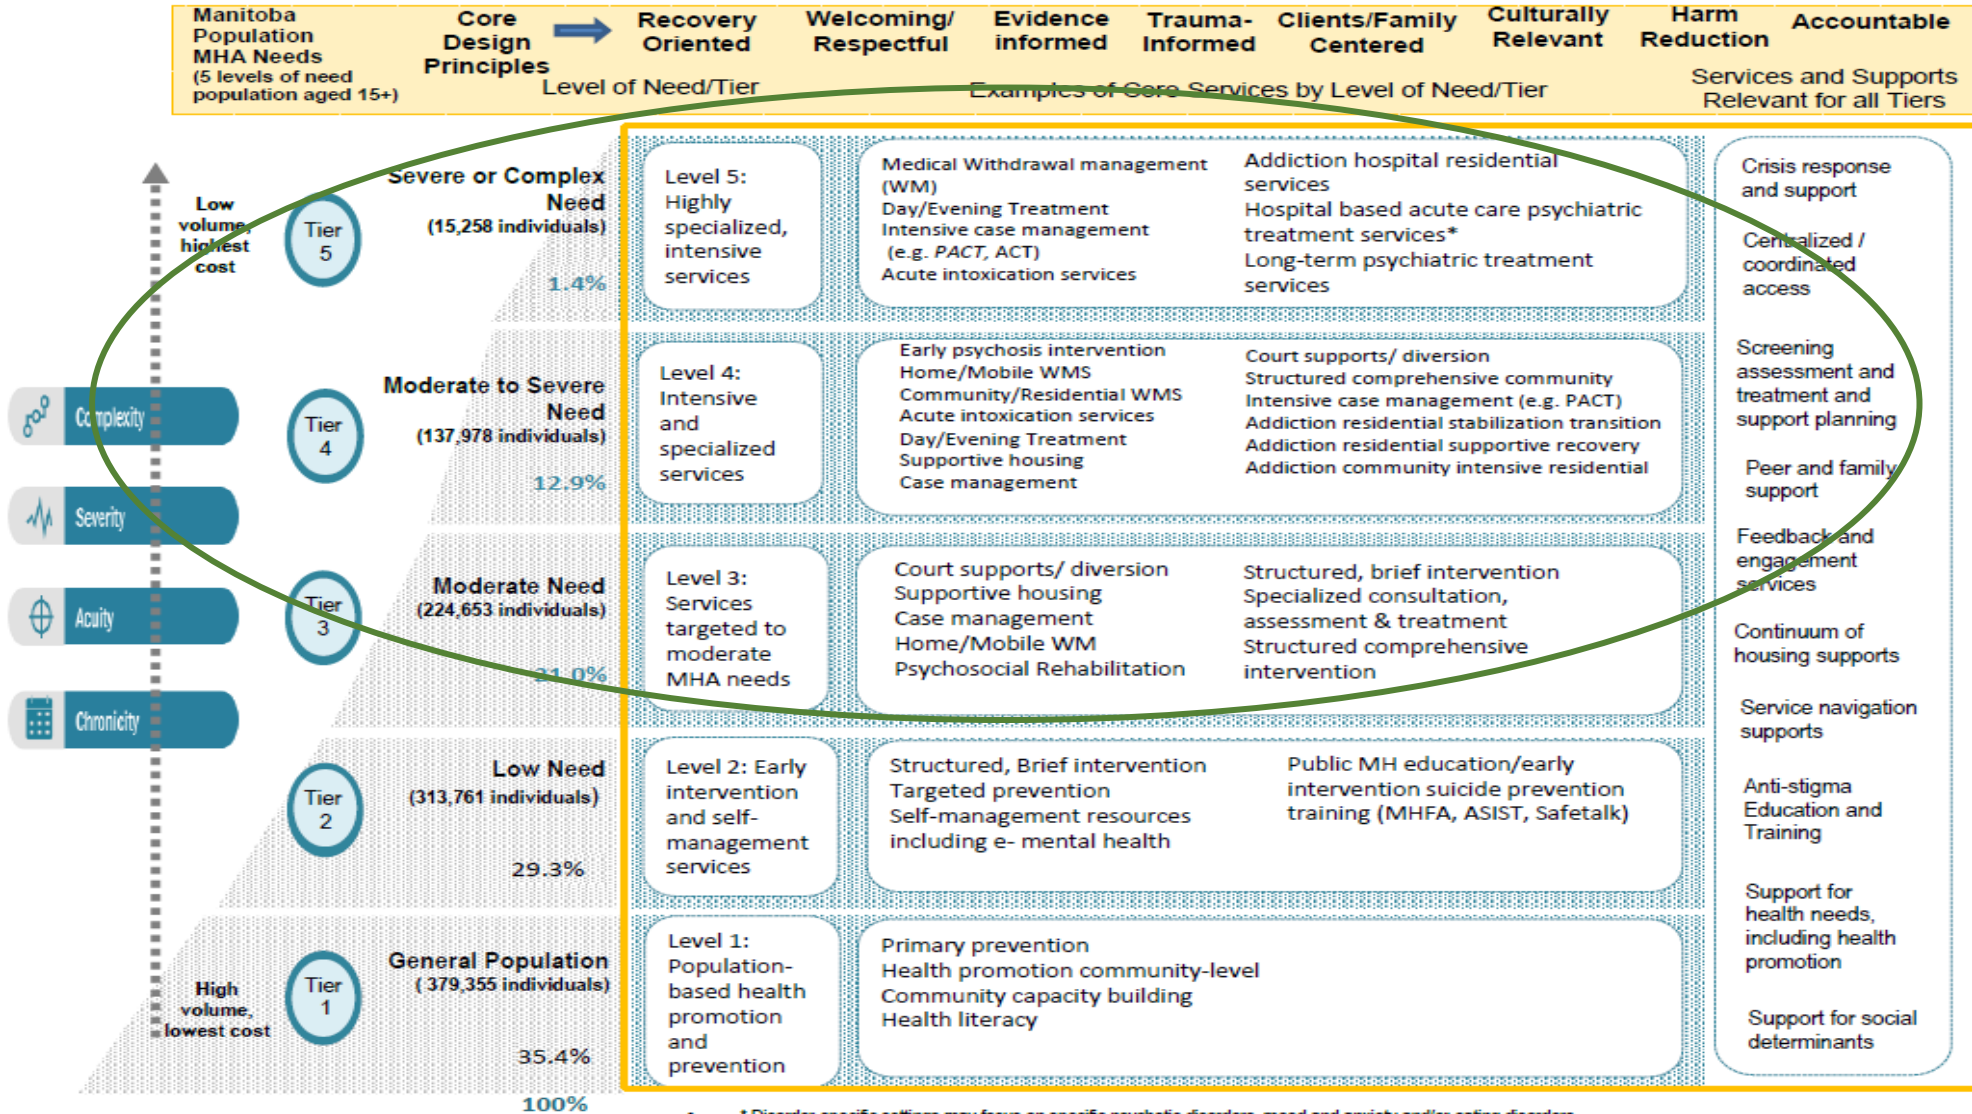 Manitoba
Population
MHA Needs
(5 levels of need
population aged 15+)
Core
Design
Principles
Recovery
Oriented
Welcoming/
Respectful
Evidence
informed
Trauma-
Informed
Clients/Family
Centered
Culturally
Relevant
Harm
Reduction
Accountable
Level of Need/Tier
Examples of Core Services by Level of Need/Tier
Services and Supports
Relevant for all Tiers
Low
volume,
highest
cost
Tier
5
Severe or Complex
Need
(15,258 individuals)
1.4%
Level 5:
Highly
specialized,
intensive
services
Medical Withdrawal management
(WM)
Day/Evening Treatment
Intensive case management
(e.g. PACT, ACT)
Acute intoxication services
Addiction hospital residential
services
Hospital based acute care psychiatric
treatment services*
Long-term psychiatric treatment
services
Complexity
Severity
Acuity
Chronicity
Tier
4
Moderate to Severe
Need
(137,978 individuals)
12.9%
Level 4:
Intensive
and
specialized
services
Early psychosis intervention
Home/Mobile WMS
Community/Residential WMS
Acute intoxication services
Day/Evening Treatment
Supportive housing
Case management
Court supports/ diversion
Structured comprehensive community
Intensive case management (e.g. PACT)
Addiction residential stabilization transition
Addiction residential supportive recovery
Addiction community intensive residential
Tier
3
Moderate Need
(224,653 individuals)
21.0%
Level 3:
Services
targeted to
moderate
MHA needs
Court supports/ diversion
Supportive housing
Case management
Home/Mobile WM
Psychosocial Rehabilitation
Structured, brief intervention
Specialized consultation,
assessment & treatment
Structured comprehensive
intervention
Tier
2
Low Need
(313,761 individuals)
29.3%
Level 2: Early
intervention
and self-
management
services
Structured, Brief intervention
Targeted prevention
Self-management resources
including e- mental health
Public MH education/early
intervention suicide prevention
training (MHFA, ASIST, Safetalk)
High
volume,
lowest cost
Tier
1
General Population
( 379,355 individuals)
35.4%
100%
Level 1:
Population-
based health
promotion
and
prevention
Primary prevention
Health promotion community-level
Community capacity building
Health literacy
Crisis response
and support
Centralized /
coordinated
access
Screening
assessment and
treatment and
support planning
Peer and family
support
Feedback and
engagement
services
Continuum of
housing supports
Service navigation
supports
Anti-stigma
Education and
Training
Support for
health needs,
including health
promotion
Support for social
determinants
* Disorder specific settings may focus on specific psychotic disorders, mood and anxiety and/or eating disorders